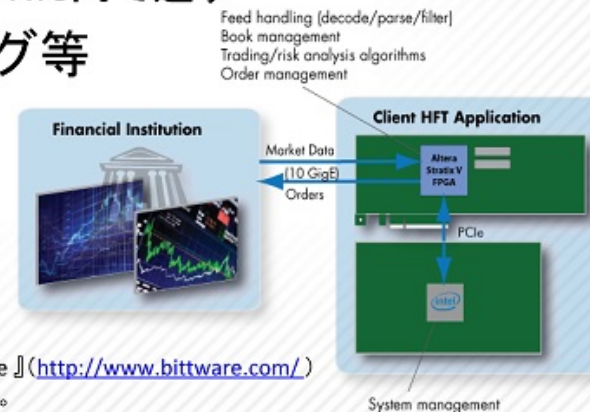 グ等
Feed handling (decode/parse/filter)
Book management
Trading/risk analysis algorithms
Order management
Financial Institution
Client HFT Application
Market Data
(10 GigE)
Orders
Altera
Stratix V
FPGA
PCIe
intel
e 』(http://www.bittware.com/ )
。
System management